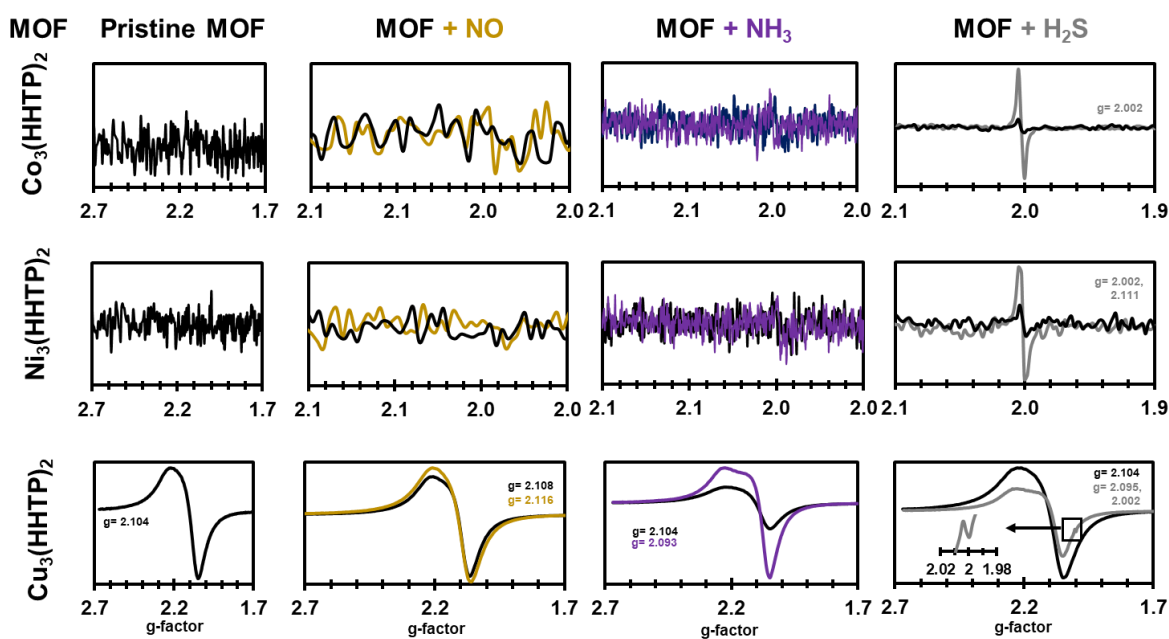 MOF Pristine MOF MOF + NO MOF + NH₃ MOF + H₂S
Co₃(HHTP)₂
g= 2.002
2.7 2.2 1.7
2.1 2.1 2.0 2.0
2.1 2.1 2.0 2.0
2.1 2.0 1.9
Ni₃(HHTP)₂
g= 2.002,
2.111
2.7 2.2 1.7
2.1 2.1 2.0 2.0
2.1 2.1 2.0 2.0
2.1 2.0 1.9
Cu₃(HHTP)₂
g= 2.104
2.7 2.2 1.7
g-factor
g= 2.108
g= 2.116
2.7 2.2 1.7
g-factor
g= 2.104
g= 2.093
2.7 2.2 1.7
g-factor
g= 2.104
g= 2.095,
2.002
2.02 2 1.98
2.7 2.2 1.7
g-factor